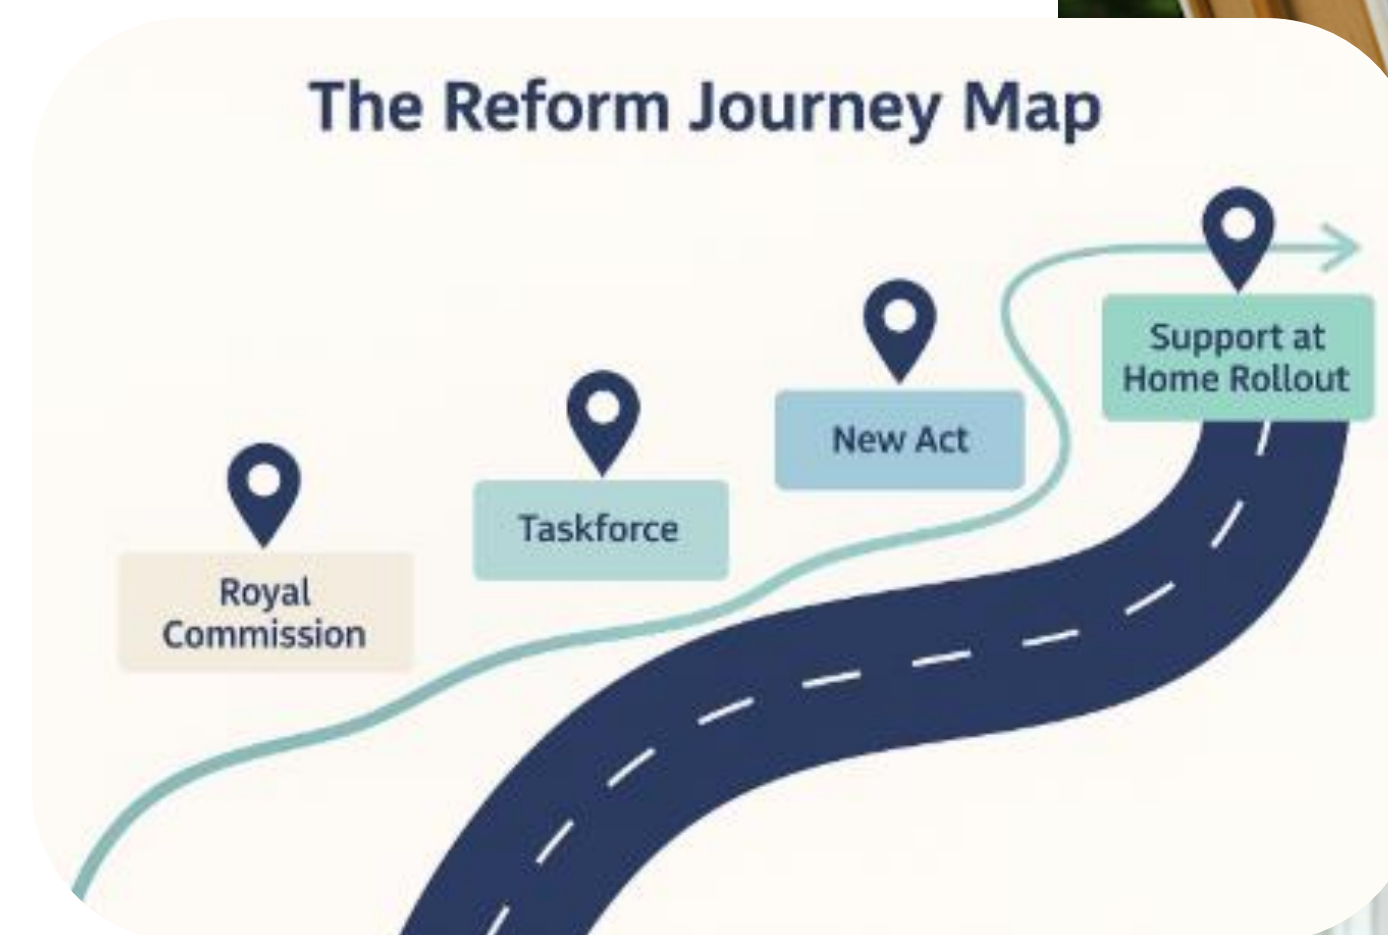 The Reform Journey Map
Royal
Commission
Taskforce
New Act
Support at
Home Rollout